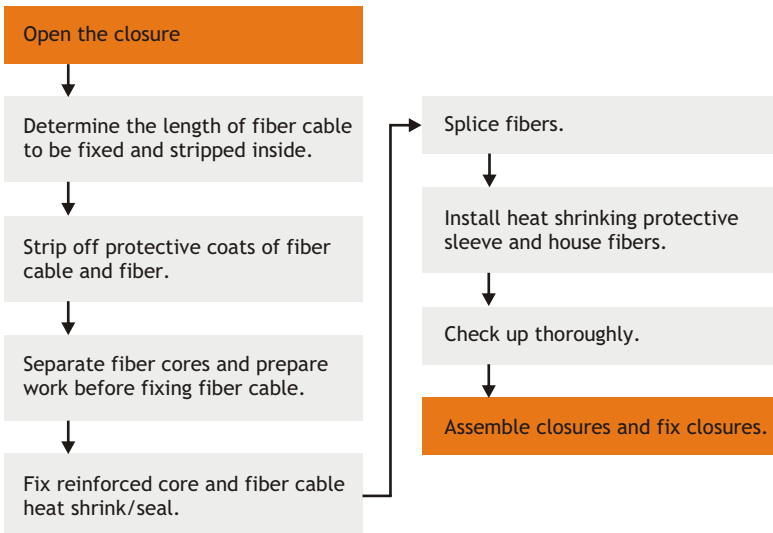 Open the closure
Determine the length of fiber cable
to be fixed and stripped inside.
Strip off protective coats of fiber
cable and fiber.
Separate fiber cores and prepare
work before fixing fiber cable.
Fix reinforced core and fiber cable
heat shrink/seal.
Splice fibers.
Install heat shrinking protective
sleeve and house fibers.
Check up thoroughly.
Assemble closures and fix closures.